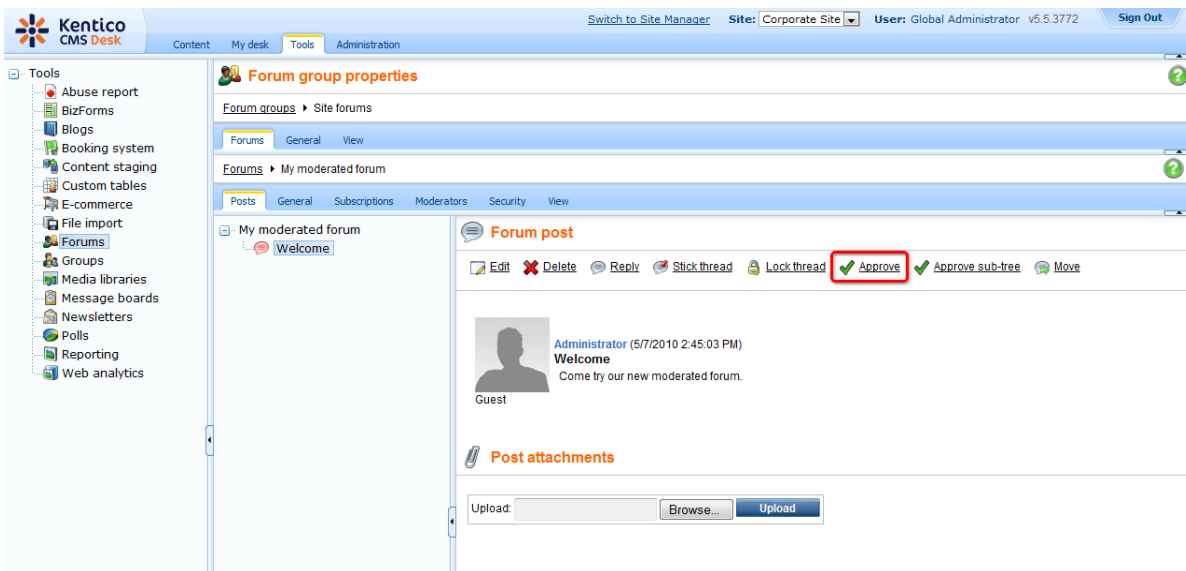 Kentico
CMS Desk
Switch to Site Manager Site: Corporate Site User: Global Administrator v5.5.3772 Sign Out
Content My desk Tools Administration
Tools
Abuse report
BizForms
Blogs
Booking system
Content staging
Custom tables
E-commerce
File import
Forums
Groups
Media libraries
Message boards
Newsletters
Polls
Reporting
Web analytics
Forum group properties
Forum groups Site forums
Forums General View
Forums My moderated forum
Posts General Subscriptions Moderators Security View
My moderated forum
Welcome
Forum post
Edit Delete Reply Stick thread Lock thread Approve Approve sub-tree Move
Administrator (5/7/2010 2:45:03 PM)
Welcome
Come try our new moderated forum.
Guest
Post attachments
Upload: Browse... Upload